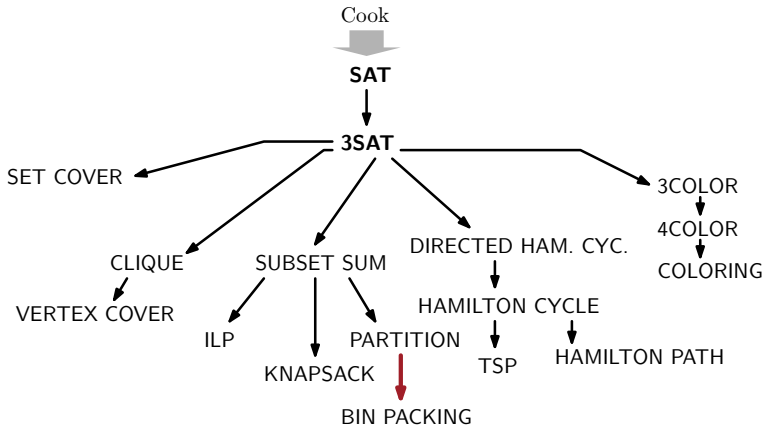 Cook
SAT
3SAT
SET COVER
3COLOR
4COLOR
DIRECTED HAM. CYC.
CLIQUE
SUBSET SUM
COLORING
VERTEX COVER
HAMILTON CYCLE
ILP
PARTITION
HAMILTON PATH
TSP
KNAPSACK
BIN PACKING